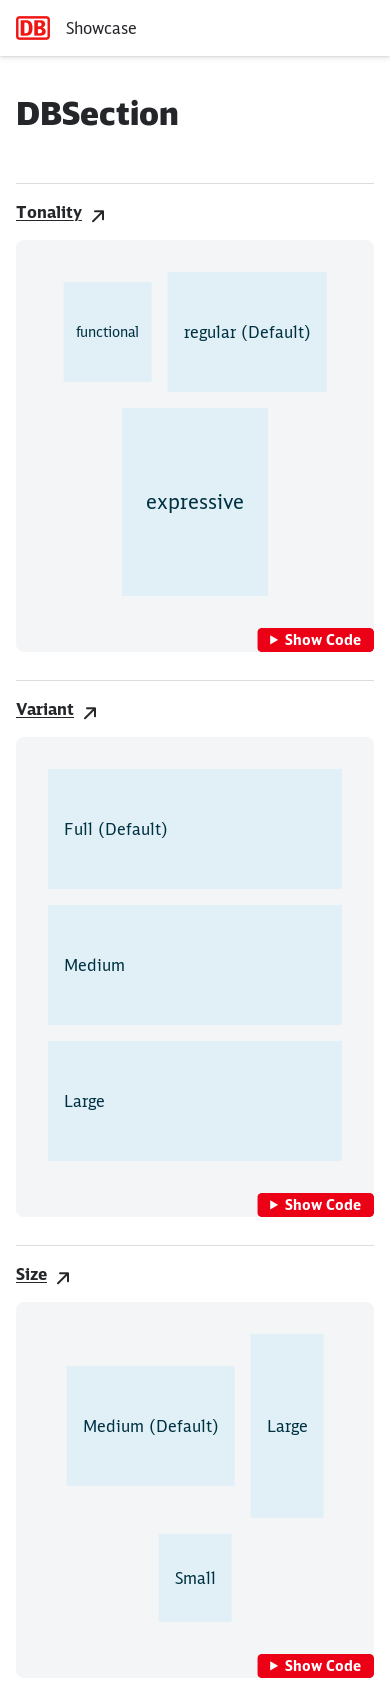 DB Showcase
DBSection
Tonality
functional
regular (Default)
expressive
Show Code
Variant
Full (Default)
Medium
Large
Show Code
Size
Medium (Default)
Large
Small
Show Code